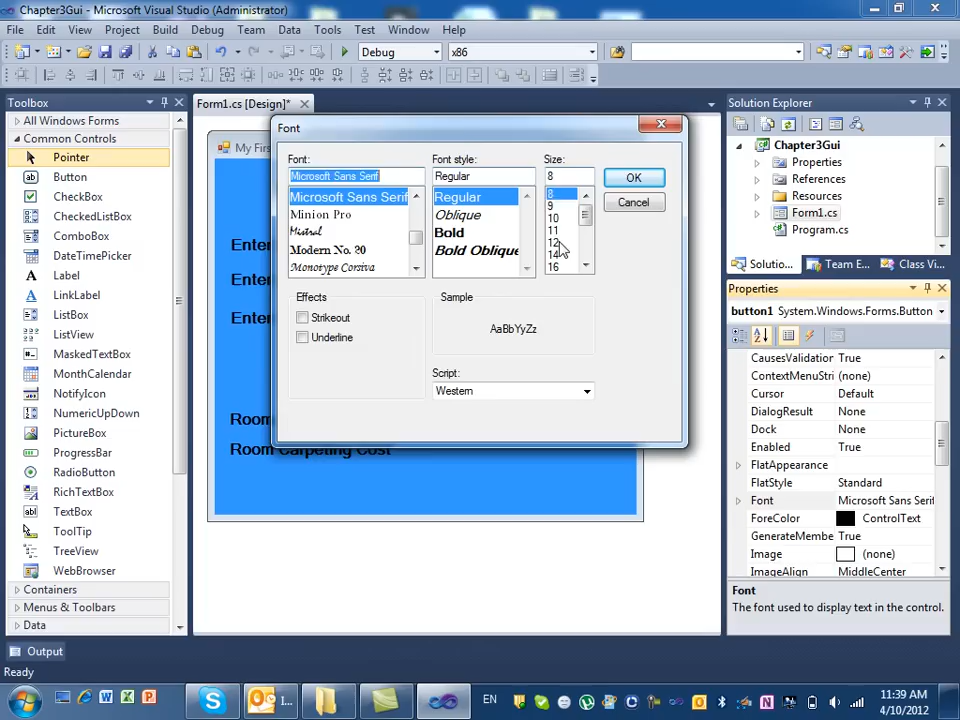 Chapter3Gui - Microsoft Visual Studio (Administrator)
File Edit View Project Build Debug Team Data Tools Test Window Help
Debug x86
Toolbox
All Windows Forms
Common Controls
Pointer
Button
CheckBox
CheckedListBox
ComboBox
DateTimePicker
Label
LinkLabel
ListBox
ListView
MaskedTextBox
MonthCalendar
NotifyIcon
NumericUpDown
PictureBox
ProgressBar
RadioButton
RichTextBox
TextBox
ToolTip
TreeView
WebBrowser
Containers
Menus & Toolbars
Data
Form1.cs [Design]*
My First
Enter
Enter
Enter
Room
Room Carpeting Cost
Font
Font:
Microsoft Sans Serif
Microsoft Sans Serif
Minion Pro
Mistral
Modern No. 20
Monotype Corsiva
Font style:
Regular
Regular
Oblique
Bold
Bold Oblique
Size:
8
8
9
10
11
12
14
16
OK
Cancel
Effects
Strikeout
Underline
Sample
AaBbYyZz
Script:
Western
Solution Explorer
Chapter3Gui
Properties
References
Resources
Form1.cs
Program.cs
Solutio... Team E... Class Vi...
Properties
button1 System.Windows.Forms.Button
CausesValidation True
ContextMenuStri (none)
Cursor Default
DialogResult None
Dock None
Enabled True
FlatAppearance
FlatStyle Standard
Font Microsoft Sans Serif
ForeColor ControlText
GenerateMembe True
Image (none)
ImageAlign MiddleCenter
Font
The font used to display text in the control.
Output
Ready
I...
EN
11:39 AM
4/10/2012